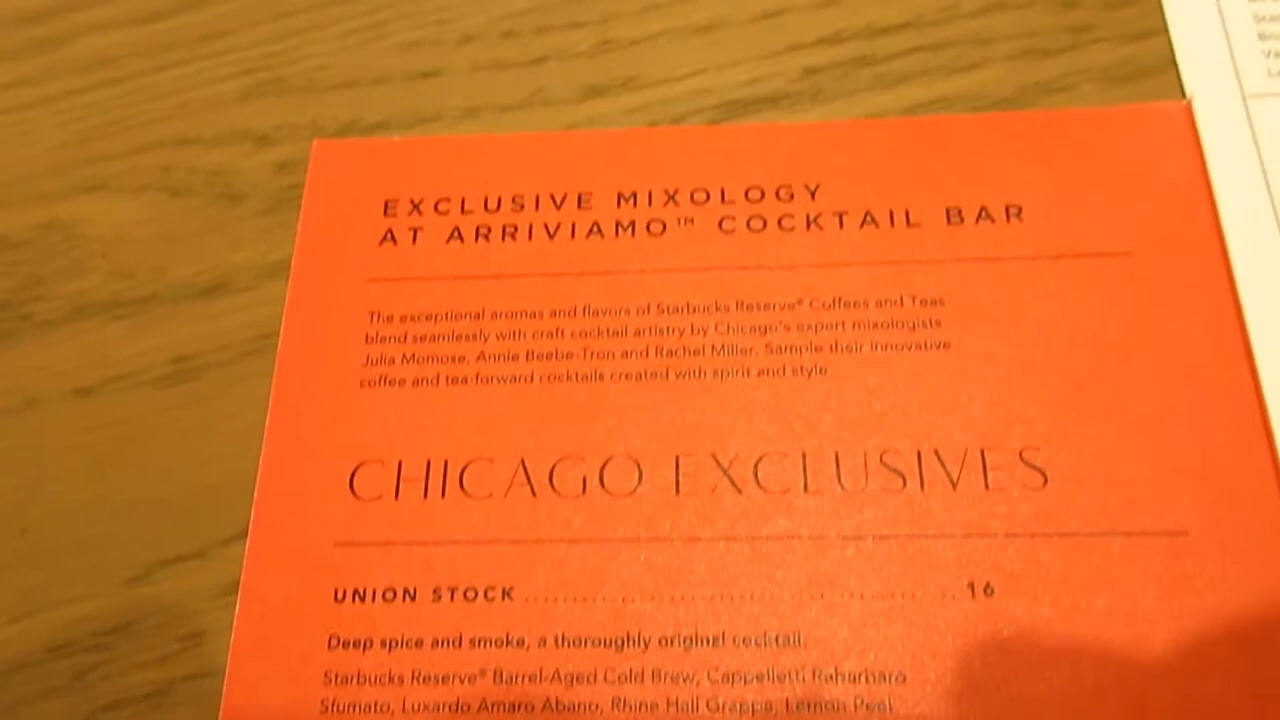 EXCLUSIVE MIXOLOGY
AT ARRIVIAMO™ COCKTAIL BAR
The exceptional aromas and flavors of Starbucks Reserve® Coffees and Teas
blend seamlessly with craft cocktail artistry by Chicago's expert mixologists
Julia Momose, Annie Beebe-Tron and Rachel Miller. Sample their innovative
coffee and tea-forward cocktails created with spirit and style
CHICAGO EXCLUSIVES
UNION STOCK 16
Deep spice and smoke, a thoroughly original cocktail.
Starbucks Reserve® Barrel-Aged Cold Brew, Cappelletti Rabarbaro
Sfumato, Luxardo Amaro Abano, Rhine Hall Grappa, Lemon Peel